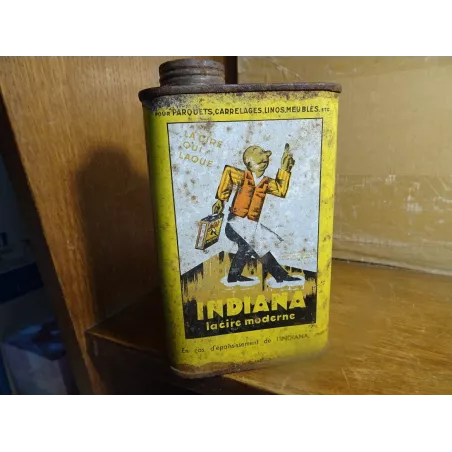 POUR PARQUETS, CARRELAGES, LINOS, MEUBLES, etc.
LA CIRE
QUI
LAQUE
INDIANA
la cire moderne
En cas d'épaississement de l'INDIANA,